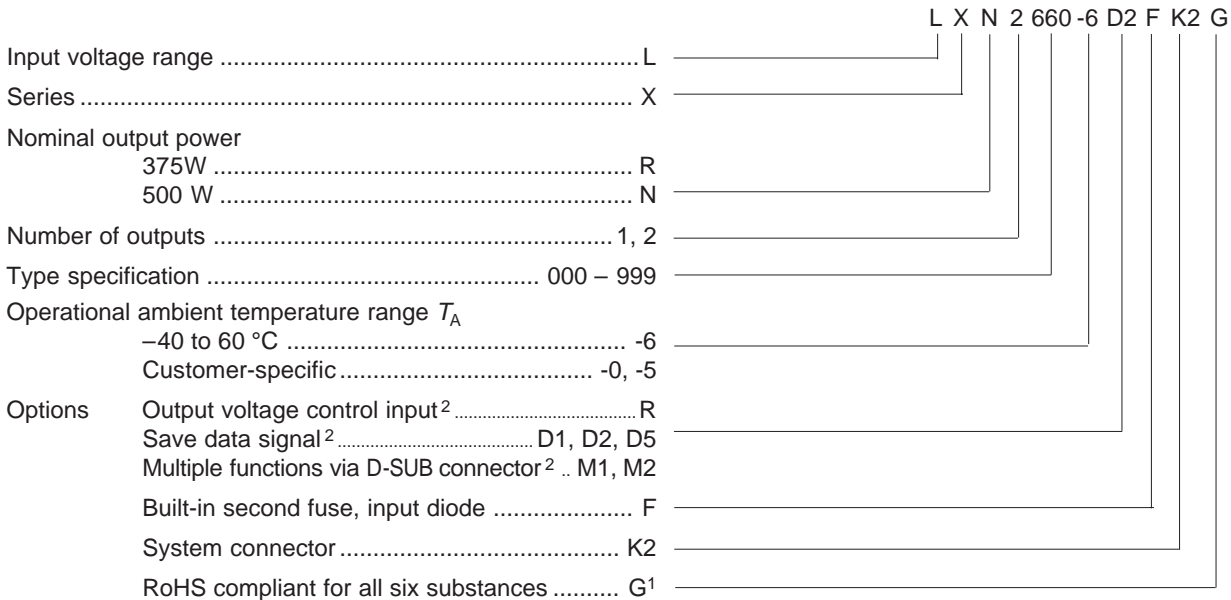 L X N 2 660 -6 D2 F K2 G
Input voltage range ........................................................................ L
Series ............................................................................................... X
Nominal output power
375W ........................................................................ R
500 W ....................................................................... N
Number of outputs .................................................................... 1, 2
Type specification ......................................................... 000 – 999
Operational ambient temperature range TA
–40 to 60 °C .......................................................... -6
Customer-specific ........................................... -0, -5
Options Output voltage control input 2 ............................................ R
Save data signal 2 ................................................ D1, D2, D5
Multiple functions via D-SUB connector 2 .. M1, M2
Built-in second fuse, input diode ........................ F
System connector ................................................ K2
RoHS compliant for all six substances .......... G1